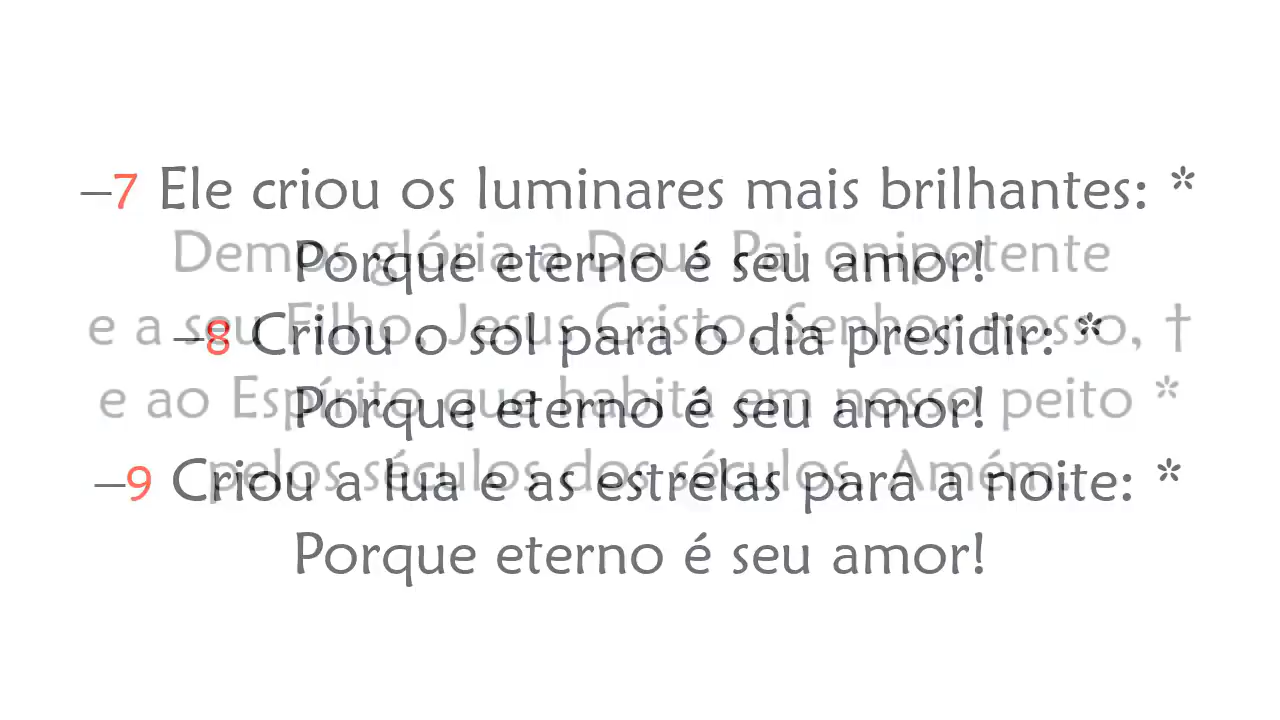 –7 Ele criou os luminares mais brilhantes: *
Demos glória a Deus Pai onipotente
Porque eterno é seu amor!
e a seu Filho, Jesus Cristo, Senhor nosso, †
–8 Criou o sol para o dia presidir: *
e ao Espírito que habita em nosso peito *
Porque eterno é seu amor!
pelos séculos dos séculos. Amém.
–9 Criou a lua e as estrelas para a noite: *
Porque eterno é seu amor!